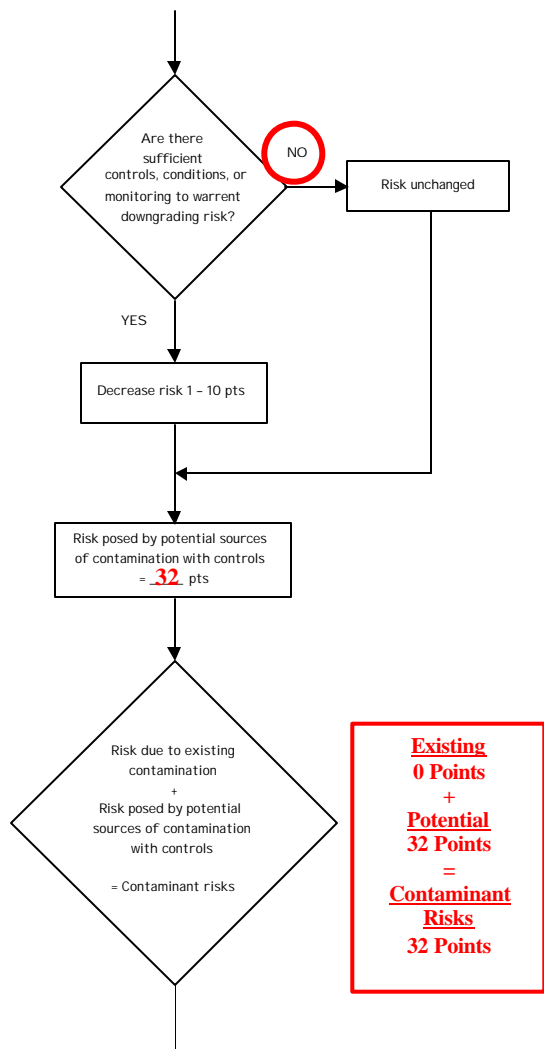 Are there
sufficient
controls, conditions, or
monitoring to warrent
downgrading risk?
NO
Risk unchanged
YES
Decrease risk 1 – 10 pts
Risk posed by potential sources
of contamination with controls
= 32 pts
Risk due to existing
contamination
+
Risk posed by potential
sources of contamination
with controls
= Contaminant risks
Existing
0 Points
+
Potential
32 Points
=
Contaminant
Risks
32 Points